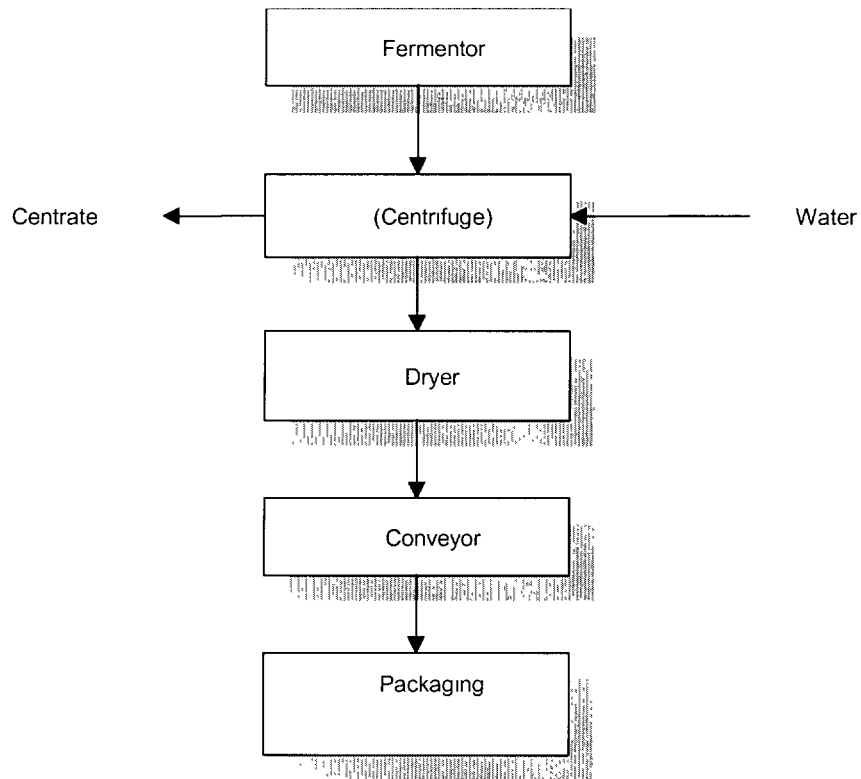 Fermentor
Centrate
(Centrifuge)
Water
Dryer
Conveyor
Packaging